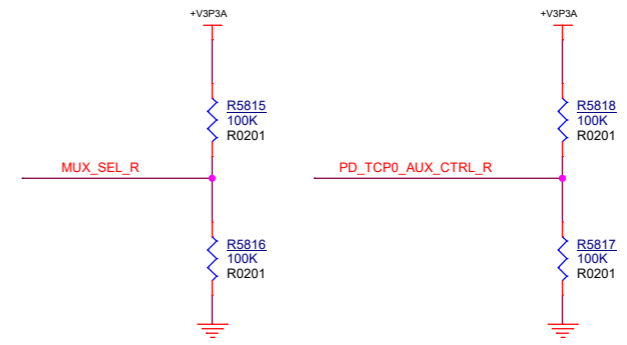 +V3P3A
+V3P3A
R5815
100K
R0201
R5818
100K
R0201
MUX_SEL_R
PD_TCP0_AUX_CTRL_R
R5816
100K
R0201
R5817
100K
R0201